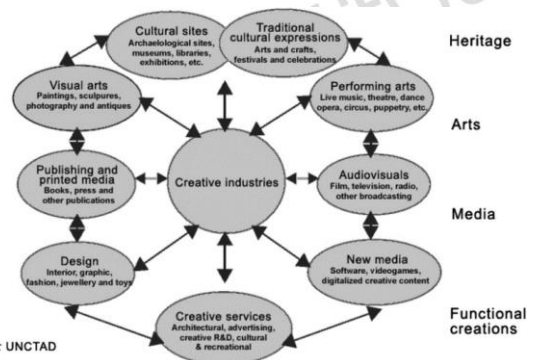 Cultural sites
Archaelological sites,
museums, libraries,
exhibitions, etc.
Traditional
cultural expressions
Arts and crafts,
festivals and celebrations
Heritage
Visual arts
Paintings, sculpures,
photography and antiques
Performing arts
Live music, theatre, dance
opera, circus, puppetry, etc.
Arts
Publishing and
printed media
Books, press and
other publications
Creative industries
Audiovisuals
Film, television, radio,
other broadcasting
Media
Design
Interior, graphic,
fashion, jewellery and toys
New media
Software, videogames,
digitalized creative content
Creative services
Architectural, advertising,
creative R&D, cultural
& recreational
Functional
creations
: UNCTAD